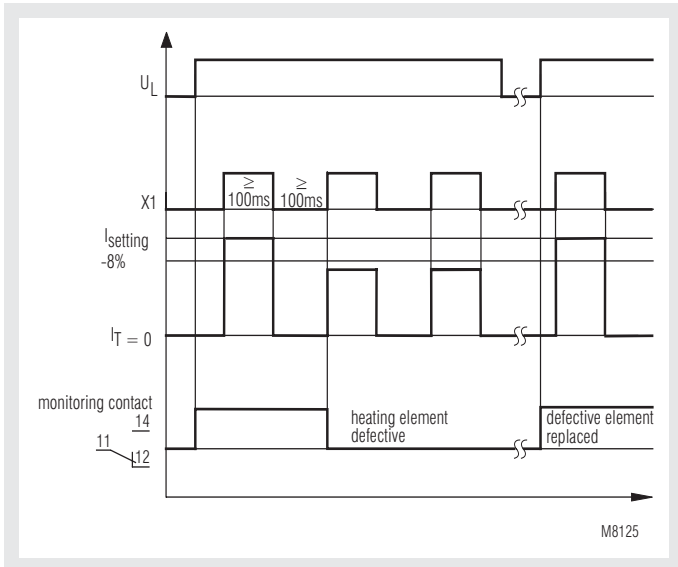 UL
≥
100ms
≥
100ms
X1
Isetting
-8%
IT = 0
monitoring contact
14
11
12
heating element
defective
defective element
replaced
M8125